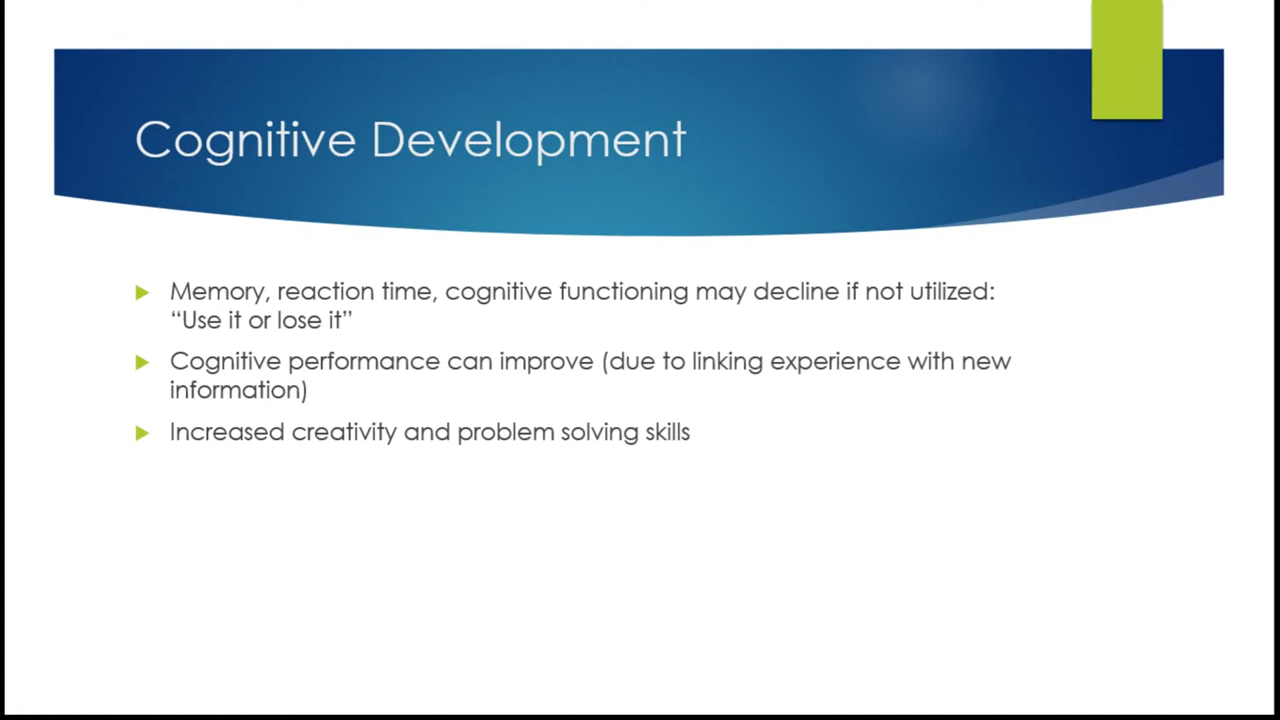 Cognitive Development
Memory, reaction time, cognitive functioning may decline if not utilized:
“Use it or lose it”
Cognitive performance can improve (due to linking experience with new
information)
Increased creativity and problem solving skills